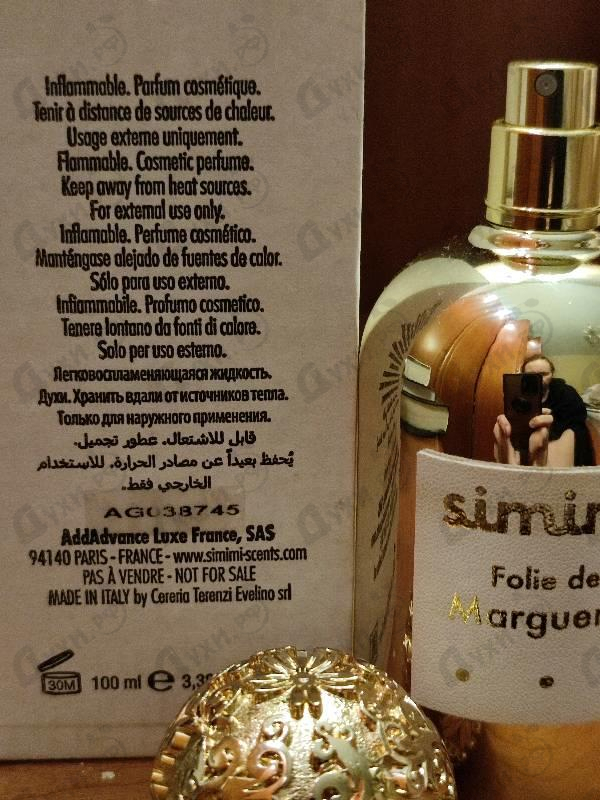 Inflammable. Parfum cosmétique.
Tenir à distance de sources de chaleur.
Usage externe uniquement.
Flammable. Cosmetic perfume.
Keep away from heat sources.
For external use only.
Inflamable. Perfume cosmético.
Manténgase alejado de fuentes de calor.
Sólo para uso externo.
Infiammabile. Profumo cosmetico.
Tenere lontano da fonti di calore.
Solo per uso esterno.
Легковоспламеняющаяся жидкость.
Духи. Хранить вдали от источников тепла.
Только для наружного применения.
قابل للاشتعال. عطور تجميل.
يُحفظ بعيداً عن مصادر الحرارة. للاستخدام
الخارجي فقط.
AG038745
AddAdvance Luxe France, SAS
94140 PARIS - FRANCE - www.simimi-scents.com
PAS À VENDRE - NOT FOR SALE
MADE IN ITALY by Cereria Terenzi Evelino srl
30M 100 ml e 3,3
simim
Folie de
Marguer